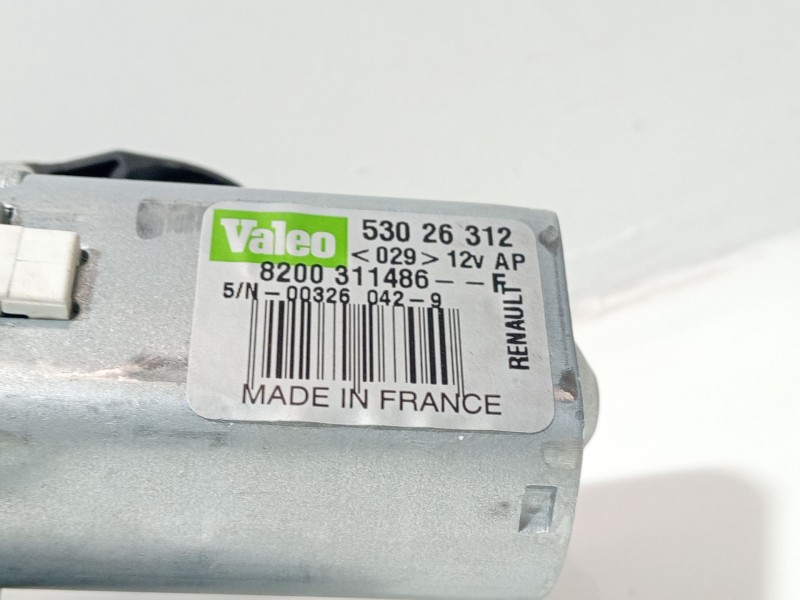 Valeo 530 26 312
<029> 12v AP
8200 311486--F
S/N-00326 042-9
RENAULT
MADE IN FRANCE